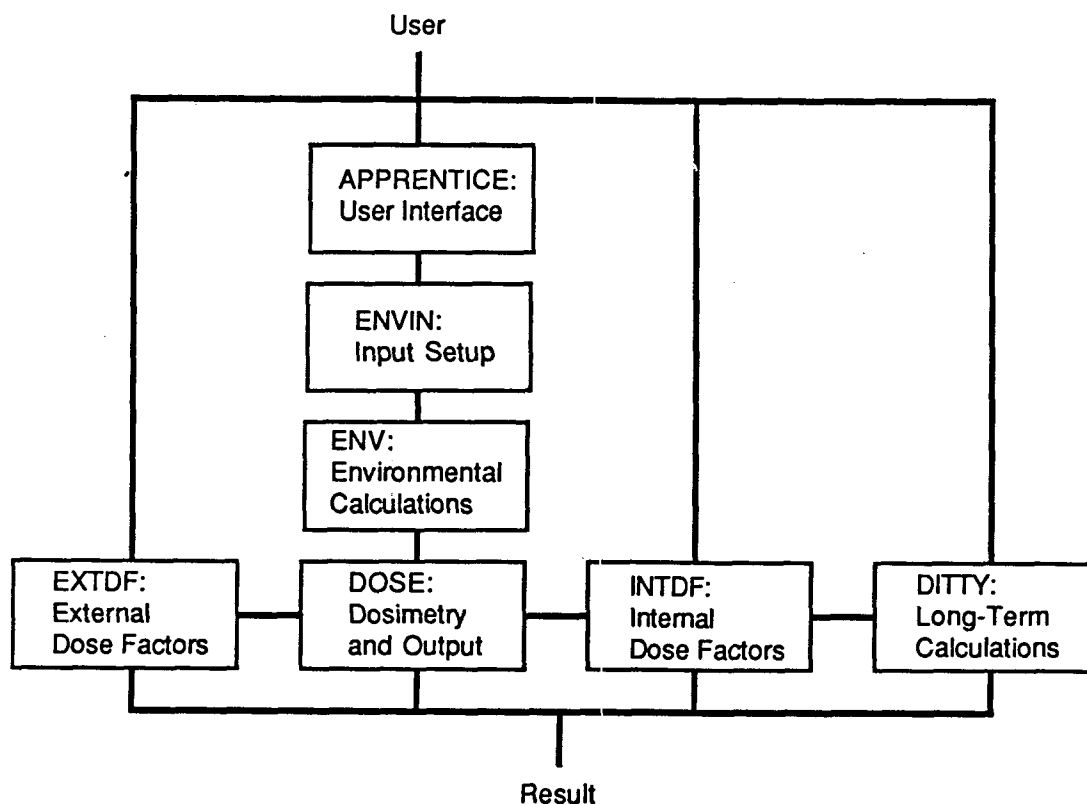 User
APPRENTICE:
User Interface
ENVIN:
Input Setup
ENV:
Environmental
Calculations
EXTDF:
External
Dose Factors
DOSE:
Dosimetry
and Output
INTDF:
Internal
Dose Factors
DITTY:
Long-Term
Calculations
Result